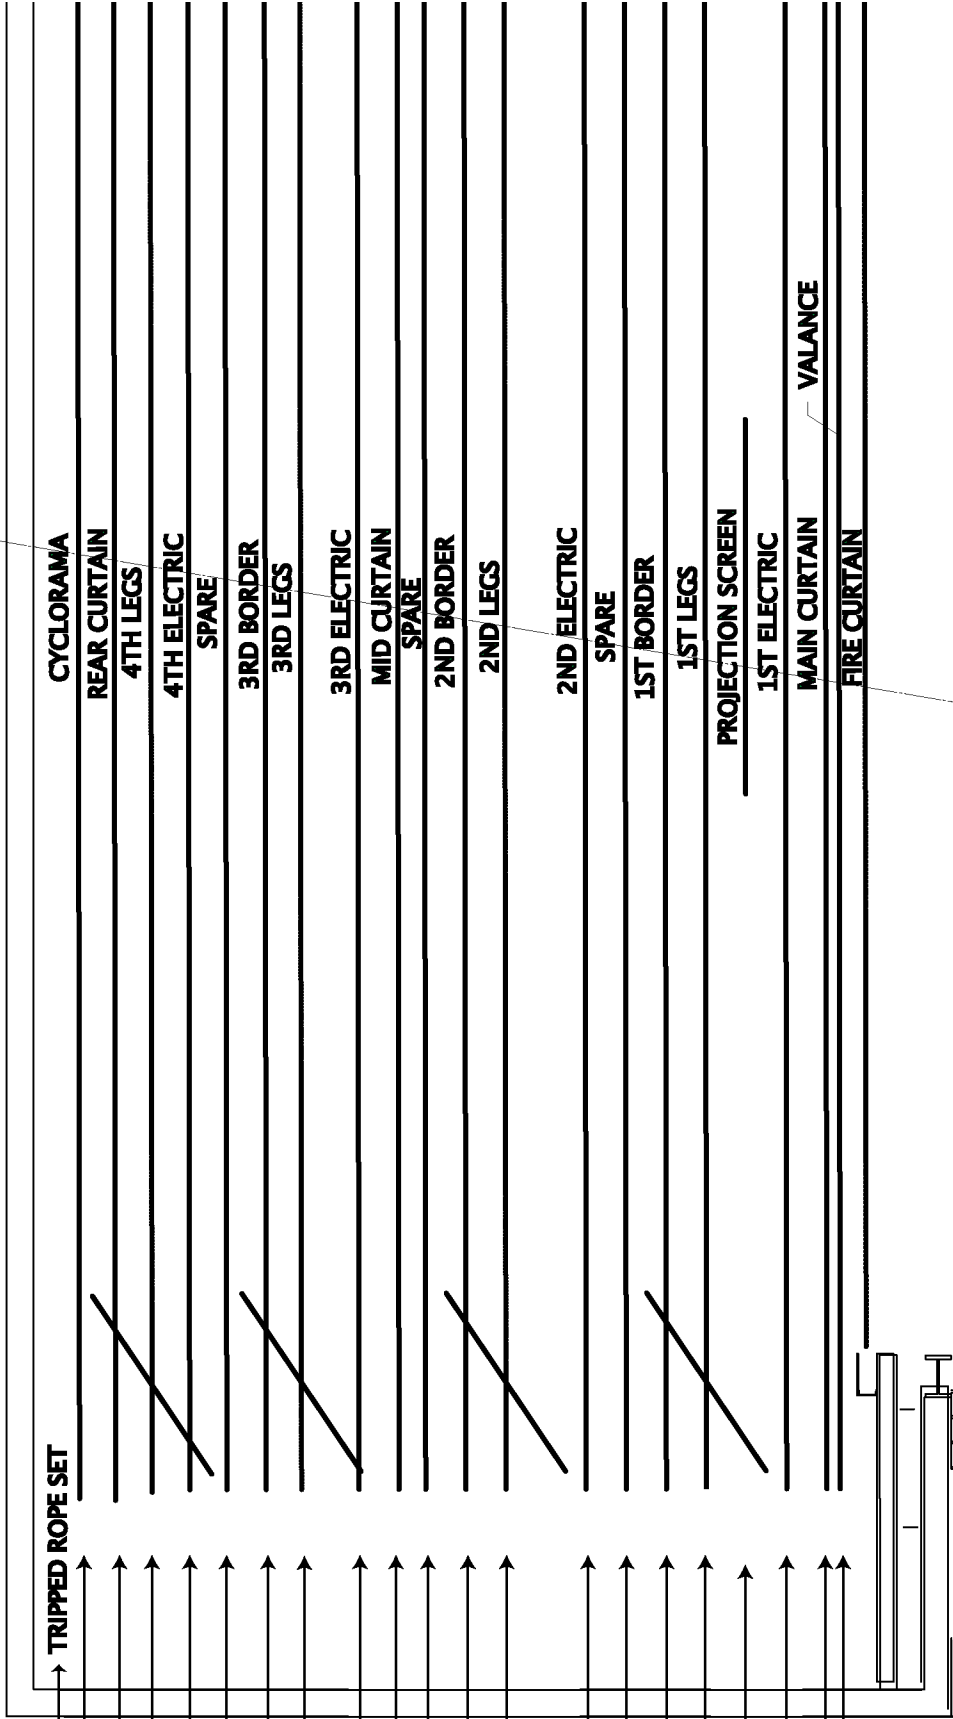 CYCLORAMA
REAR CURTAIN
4TH LEGS
4TH ELECTRIC
SPARE
3RD BORDER
3RD LEGS
3RD ELECTRIC
MID CURTAIN
SPARE
2ND BORDER
2ND LEGS
2ND ELECTRIC
SPARE
1ST BORDER
1ST LEGS
PROJECTION SCREEN
1ST ELECTRIC
MAIN CURTAIN
VALANCE
FIRE CURTAIN
TRIPPED ROPE SET